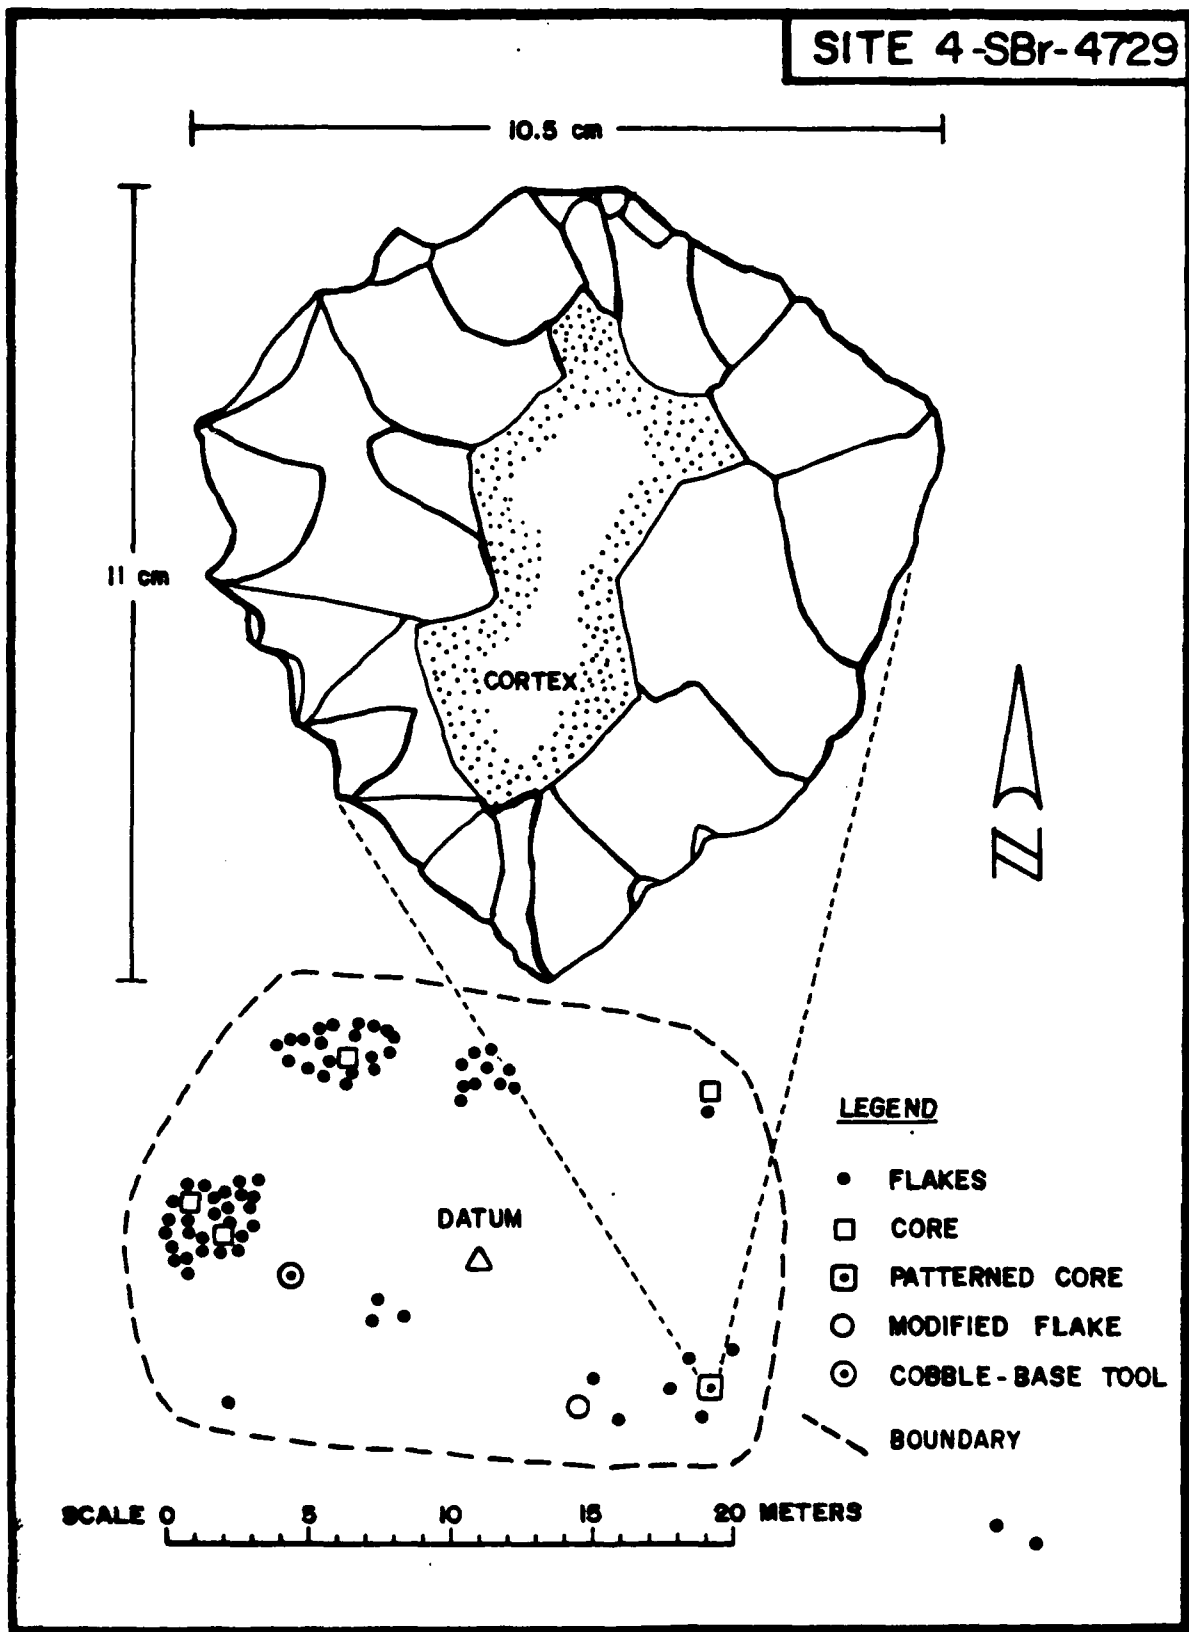 SITE 4-SBr-4729
10.5 cm
11 cm
CORTEX
N
LEGEND
FLAKES
CORE
PATTERNED CORE
MODIFIED FLAKE
COBBLE-BASE TOOL
BOUNDARY
DATUM
SCALE 0 5 10 15 20 METERS